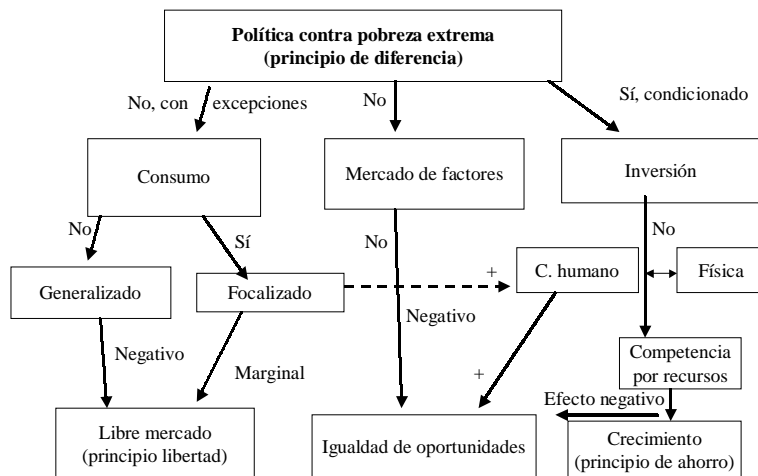 Política contra pobreza extrema
(principio de diferencia)
No, con excepciones
No
Sí, condicionado
Consumo
Mercado de factores
Inversión
No
Sí
No
No
Generalizado
Focalizado
+
C. humano
Física
Negativo
Marginal
Negativo
+
Competencia
por recursos
Efecto negativo
Libre mercado
(principio libertad)
Igualdad de oportunidades
Crecimiento
(principio de ahorro)